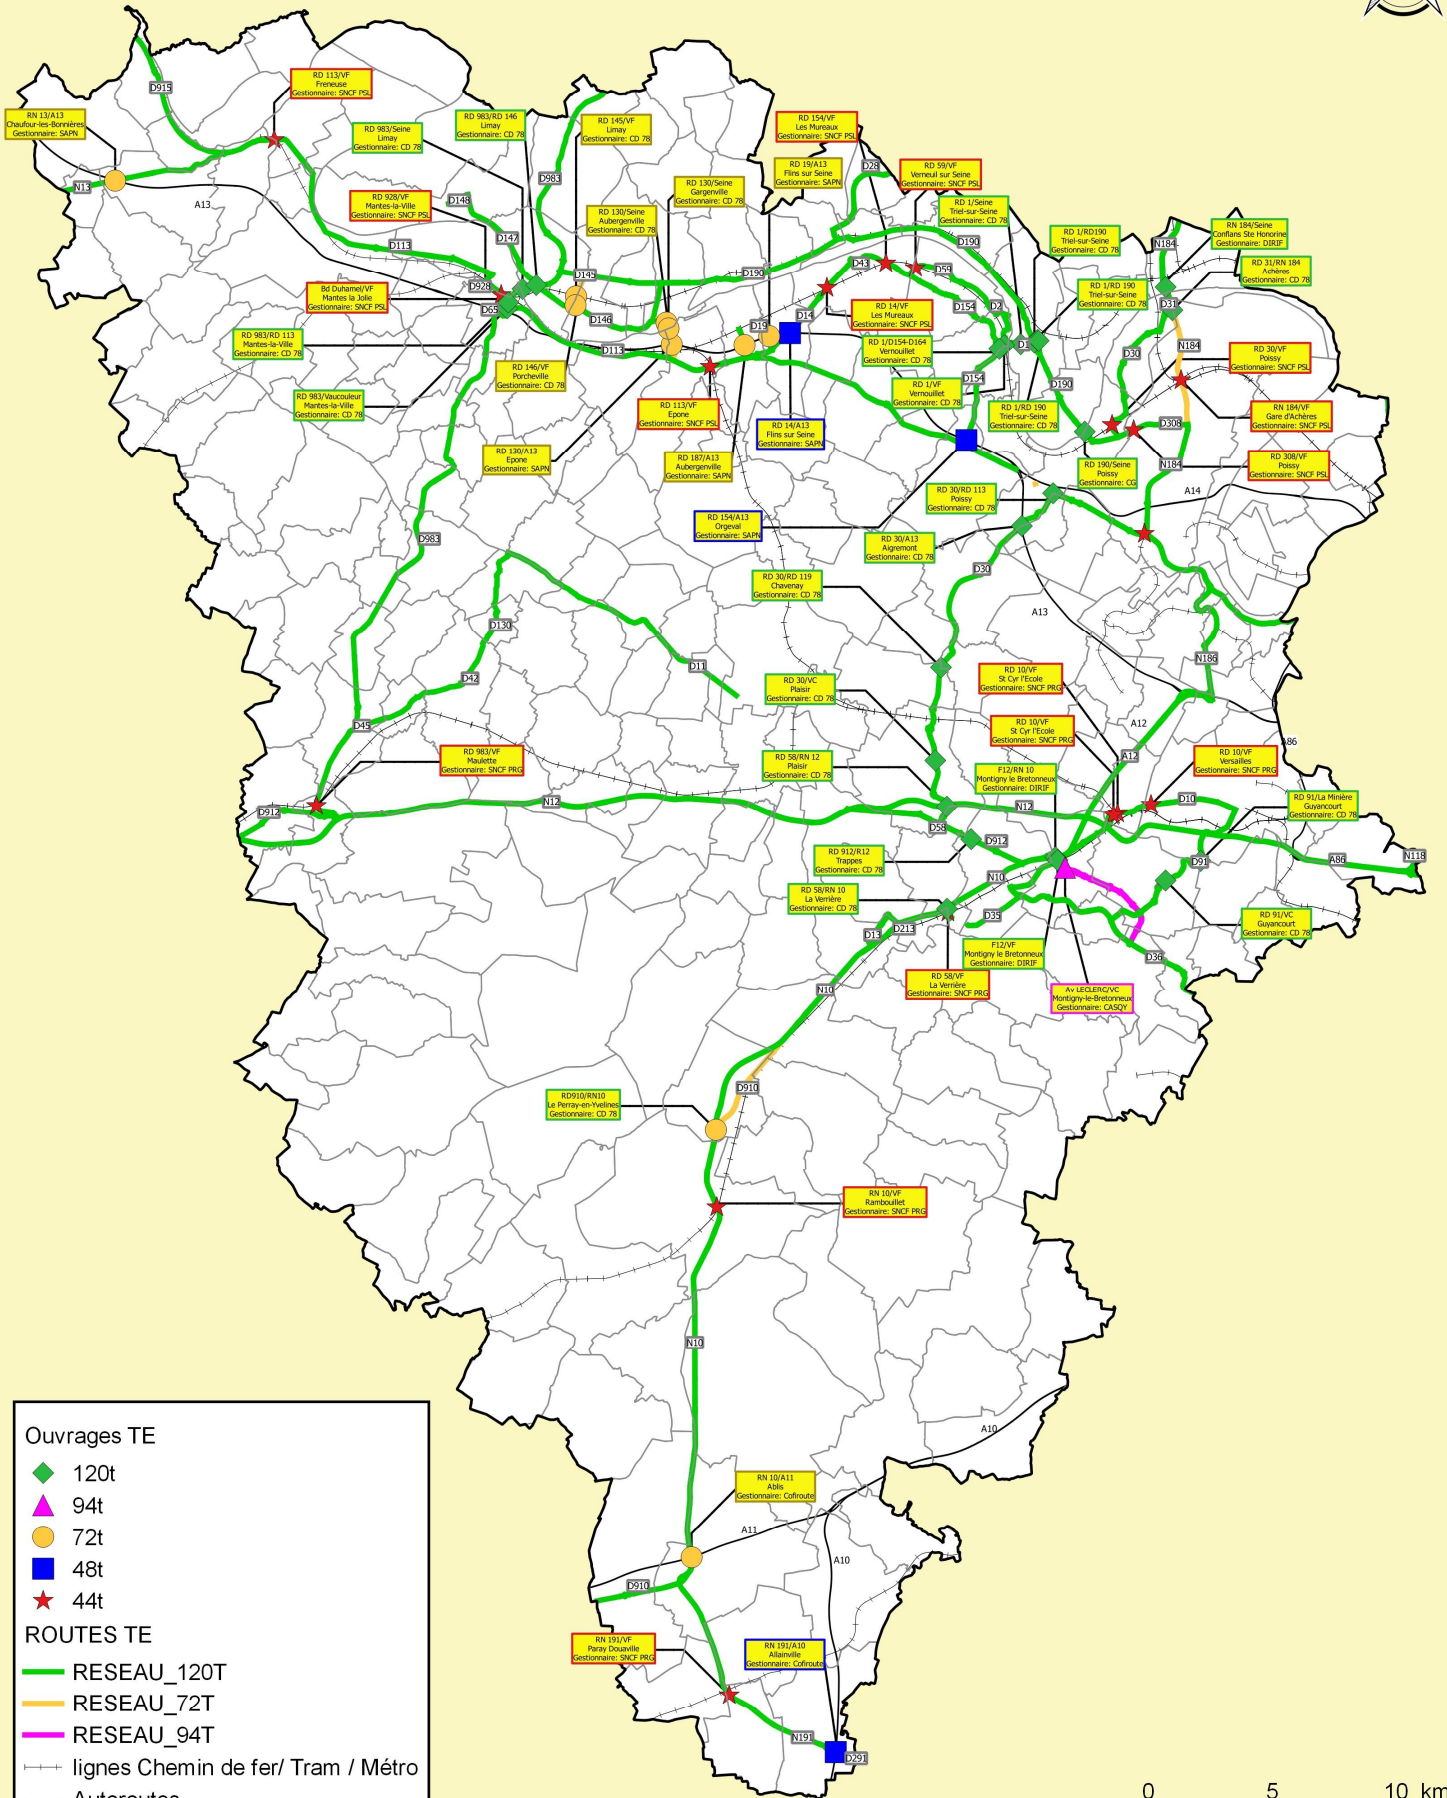 RD 113/VF
Freneuse
Gestionnaire: SNCF PSL
D915
RN 13/A13
Chaufour-les-Bonnières
Gestionnaire: SAPN
RD 983/Seine
Limay
Gestionnaire: CD 78
RD 983/RD 146
Limay
Gestionnaire: CD 78
RD 145/VF
Limay
Gestionnaire: CD 78
RD 154/VF
Les Mureaux
Gestionnaire: SNCF PSL
RD 19/A13
Flins sur Seine
Gestionnaire: SAPN
D28
RD 59/VF
Verneuil sur Seine
Gestionnaire: SNCF PSL
N13
A13
D983
RD 928/VF
Mantes-la-Ville
Gestionnaire: SNCF PSL
D148
RD 130/Seine
Gargenville
Gestionnaire: CD 78
RD 130/Seine
Aubergenville
Gestionnaire: CD 78
RD 1/Seine
Triel-sur-Seine
Gestionnaire: CD 78
RD 1/RD190
Triel-sur-Seine
Gestionnaire: CD 78
RN 184/Seine
Conflans Ste Honorine
Gestionnaire: DIRIF
N184
D113
D147
D190
RD 31/RN 184
Achères
Gestionnaire: CD 78
Bd Duhamel/VF
Mantes la Jolie
Gestionnaire: SNCF PSL
D928
D65
D145
D146
D190
D43
D59
D154
D2
RD 1/RD 190
Triel-sur-Seine
Gestionnaire: CD 78
D31
RD 983/RD 113
Mantes-la-Ville
Gestionnaire: CD 78
D113
D19
D14
RD 14/VF
Les Mureaux
Gestionnaire: SNCF PSL
RD 1/D154-D164
Vernouillet
Gestionnaire: CD 78
D1
D30
N184
RD 30/VF
Poissy
Gestionnaire: SNCF PSL
RD 146/VF
Porcheville
Gestionnaire: CD 78
RD 983/Vaucouleur
Mantes-la-Ville
Gestionnaire: CD 78
D154
D190
RD 1/VF
Vernouillet
Gestionnaire: CD 78
RD 113/VF
Epone
Gestionnaire: SNCF PSL
RD 14/A13
Flins sur Seine
Gestionnaire: SAPN
RD 1/RD 190
Triel-sur-Seine
Gestionnaire: CD 78
D308
RN 184/VF
Gare d'Achères
Gestionnaire: SNCF PSL
RD 130/A13
Epone
Gestionnaire: SAPN
RD 187/A13
Aubergenville
Gestionnaire: SAPN
RD 190/Seine
Poissy
Gestionnaire: CG
N184
RD 308/VF
Poissy
Gestionnaire: SNCF PSL
RD 30/RD 113
Poissy
Gestionnaire: CD 78
A14
RD 154/A13
Orgeval
Gestionnaire: SAPN
D983
RD 30/A13
Aigremont
Gestionnaire: CD 78
D30
RD 30/RD 119
Chavenay
Gestionnaire: CD 78
A13
D130
N186
D11
D42
RD 30/VC
Plaisir
Gestionnaire: CD 78
RD 10/VF
St Cyr l'Ecole
Gestionnaire: SNCF PRG
D45
RD 10/VF
St Cyr l'Ecole
Gestionnaire: SNCF PRG
A12
A12
A86
RD 983/VF
Maulette
Gestionnaire: SNCF PRG
RD 58/RN 12
Plaisir
Gestionnaire: CD 78
RD 10/VF
Versailles
Gestionnaire: SNCF PRG
F12/RN 10
Montigny le Bretonneux
Gestionnaire: DIRIF
D912
N12
N12
D10
RD 91/La Minière
Guyancourt
Gestionnaire: CD 78
D58
D912
RD 912/R12
Trappes
Gestionnaire: CD 78
D91
A86
N118
N10
RD 58/RN 10
La Verrière
Gestionnaire: CD 78
D35
D13
D213
RD 91/VC
Guyancourt
Gestionnaire: CD 78
F12/VF
Montigny le Bretonneux
Gestionnaire: DIRIF
D36
RD 58/VF
La Verrière
Gestionnaire: SNCF PRG
Av LECLERC/VC
Montigny-le-Bretonneux
Gestionnaire: CASQY
N10
D910
RD910/RN10
Le Perray-en-Yvelines
Gestionnaire: CD 78
RN 10/VF
Rambouillet
Gestionnaire: SNCF PRG
N10
A10
RN 10/A11
Ablis
Gestionnaire: Cofiroute
A11
A10
D910
RN 191/VF
Paray Douaville
Gestionnaire: SNCF PRG
RN 191/A10
Allainville
Gestionnaire: Cofiroute
N191
D291
Ouvrages TE
120t
94t
72t
48t
44t
ROUTES TE
RESEAU_120T
RESEAU_72T
RESEAU_94T
lignes Chemin de fer/ Tram / Métro
Autoroutes
0 5 10 km